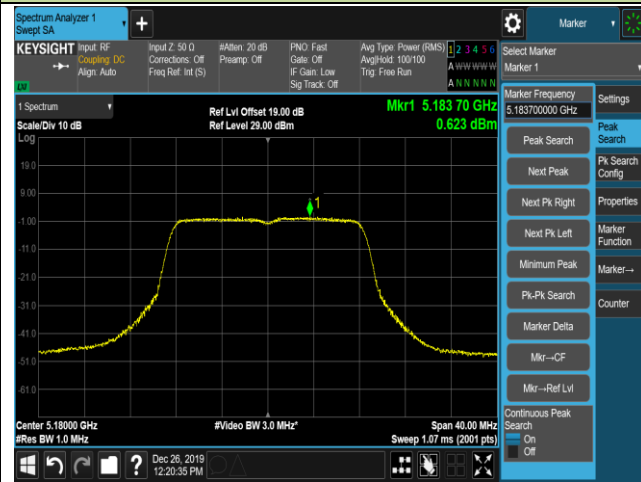 Spectrum Analyzer 1
Swept SA
+
Marker
KEYSIGHT
Input: RF
Coupling: DC
Align: Auto
Input Z: 50 Ω
Corrections: Off
Freq Ref: Int (S)
#Atten: 20 dB
Preamp: Off
PNO: Fast
Gate: Off
IF Gain: Low
Sig Track: Off
Avg Type: Power (RMS)
Avg|Hold: 100/100
Trig: Free Run
1 2 3 4 5 6
A W W W W W
A N N N N N
LXI
Select Marker
Marker 1
1 Spectrum
Scale/Div 10 dB
Log
Ref Lvl Offset 19.00 dB
Ref Level 29.00 dBm
Mkr1 5.183 70 GHz
0.623 dBm
19.0
9.00
-1.00
-11.0
-21.0
-31.0
-41.0
-51.0
-61.0
1
Center 5.18000 GHz
#Res BW 1.0 MHz
#Video BW 3.0 MHz*
Span 40.00 MHz
Sweep 1.07 ms (2001 pts)
Marker Frequency
5.183700000 GHz
Peak Search
Next Peak
Next Pk Right
Next Pk Left
Minimum Peak
Pk-Pk Search
Marker Delta
Mkr→CF
Mkr→Ref Lvl
Continuous Peak
Search
On
Off
Settings
Peak
Search
Pk Search
Config
Properties
Marker
Function
Marker→
Counter
?
Dec 26, 2019
12:20:35 PM